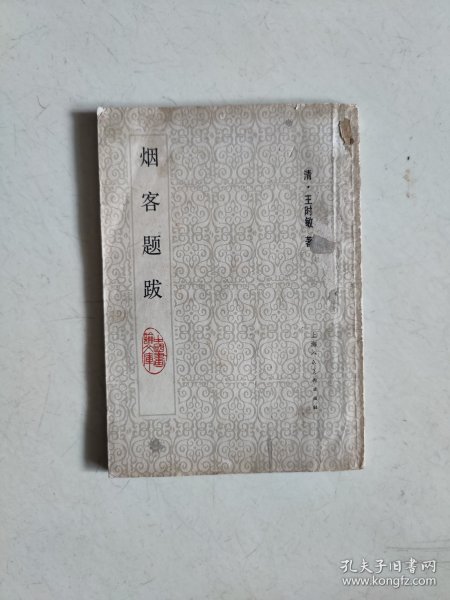 烟客题跋
清·王时敏 著
上海人民美术出版社
孔夫子旧书网
www.kongfz.com